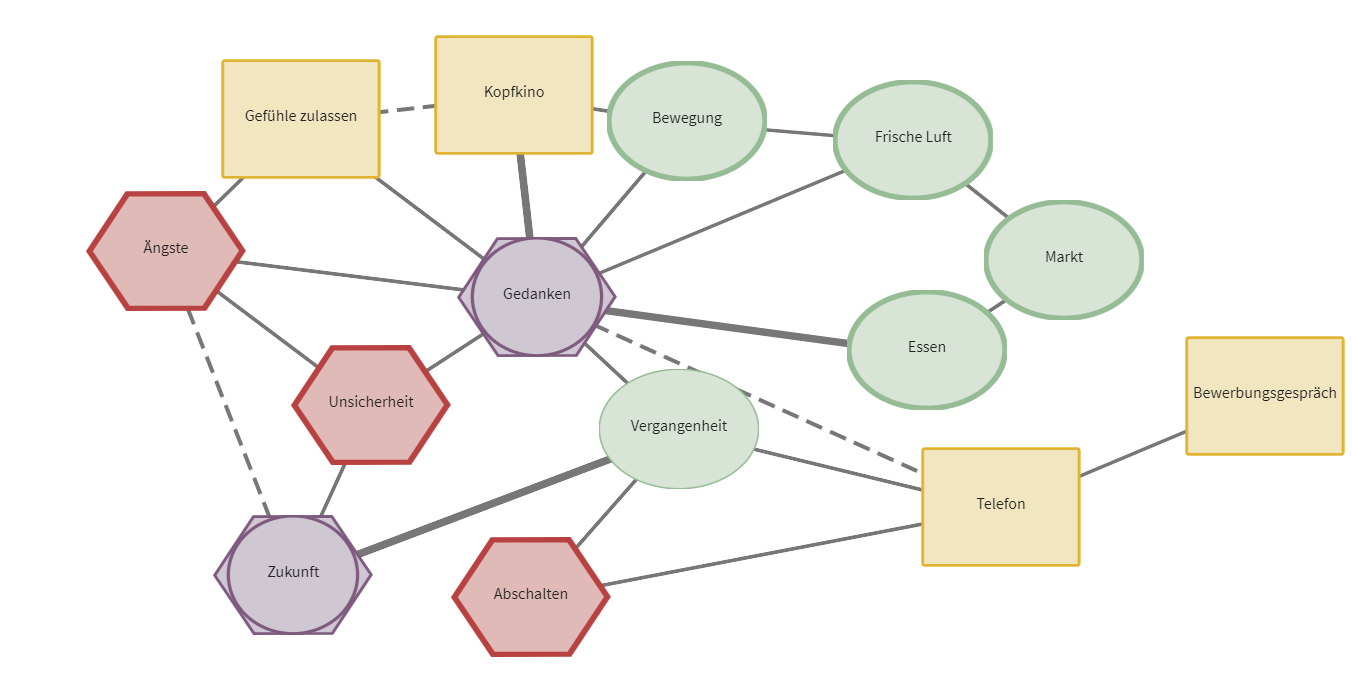 Kopfkino
Gefühle zulassen
Bewegung
Frische Luft
Ängste
Markt
Gedanken
Essen
Bewerbungsgespräch
Unsicherheit
Vergangenheit
Telefon
Zukunft
Abschalten